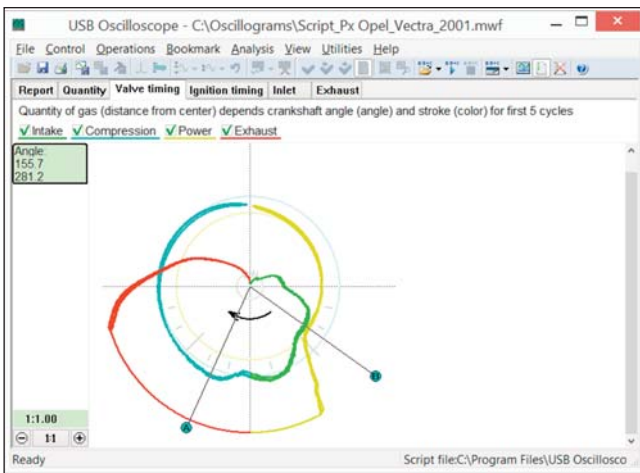 USB Oscilloscope - C:\Oscillograms\Script_Px Opel_Vectra_2001.mwf
File Control Operations Bookmark Analysis View Utilities Help
Report Quantity Valve timing Ignition timing Inlet Exhaust
Quantity of gas (distance from center) depends crankshaft angle (angle) and stroke (color) for first 5 cycles
Intake Compression Power Exhaust
Angle:
155.7
281.2
B
A
1:1.00
1:1
Ready Script file:C:\Program Files\USB Oscillosco